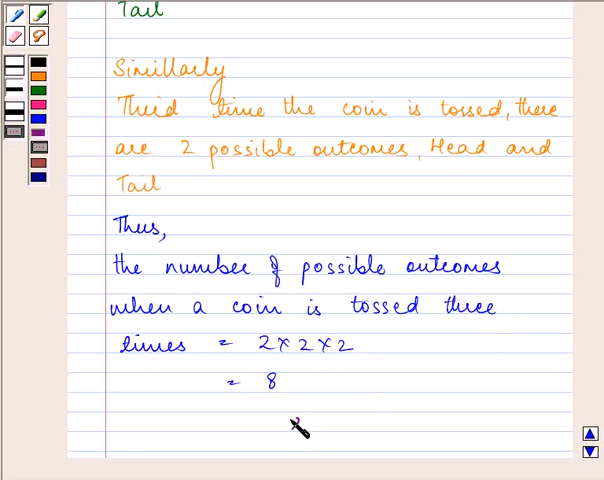 Tail
Simillarly
Third time the coin is tossed, there
are 2 possible outcomes, Head and
Tail
Thus,
the number of possible outcomes
when a coin is tossed three
times = 2 × 2 × 2
= 8